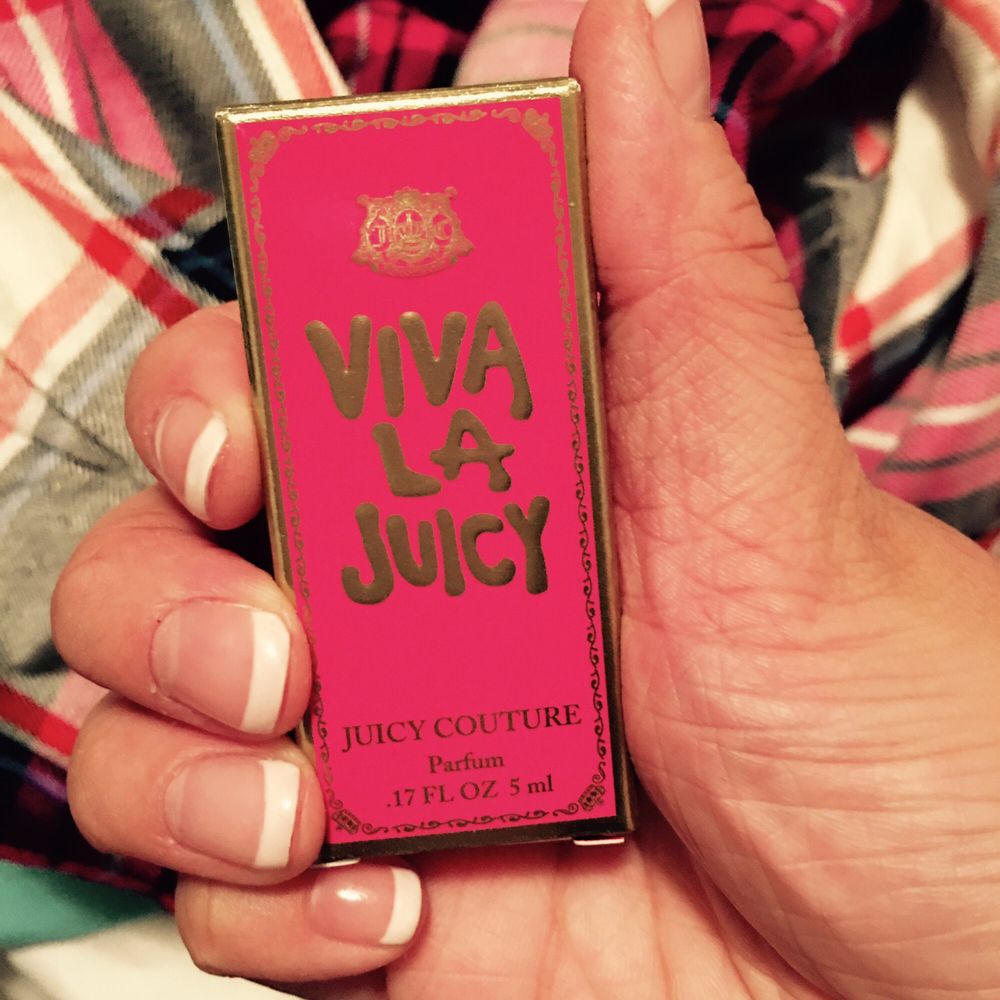 VIVA
LA
JUICY
JUICY COUTURE
Parfum
.17 FL OZ 5 ml